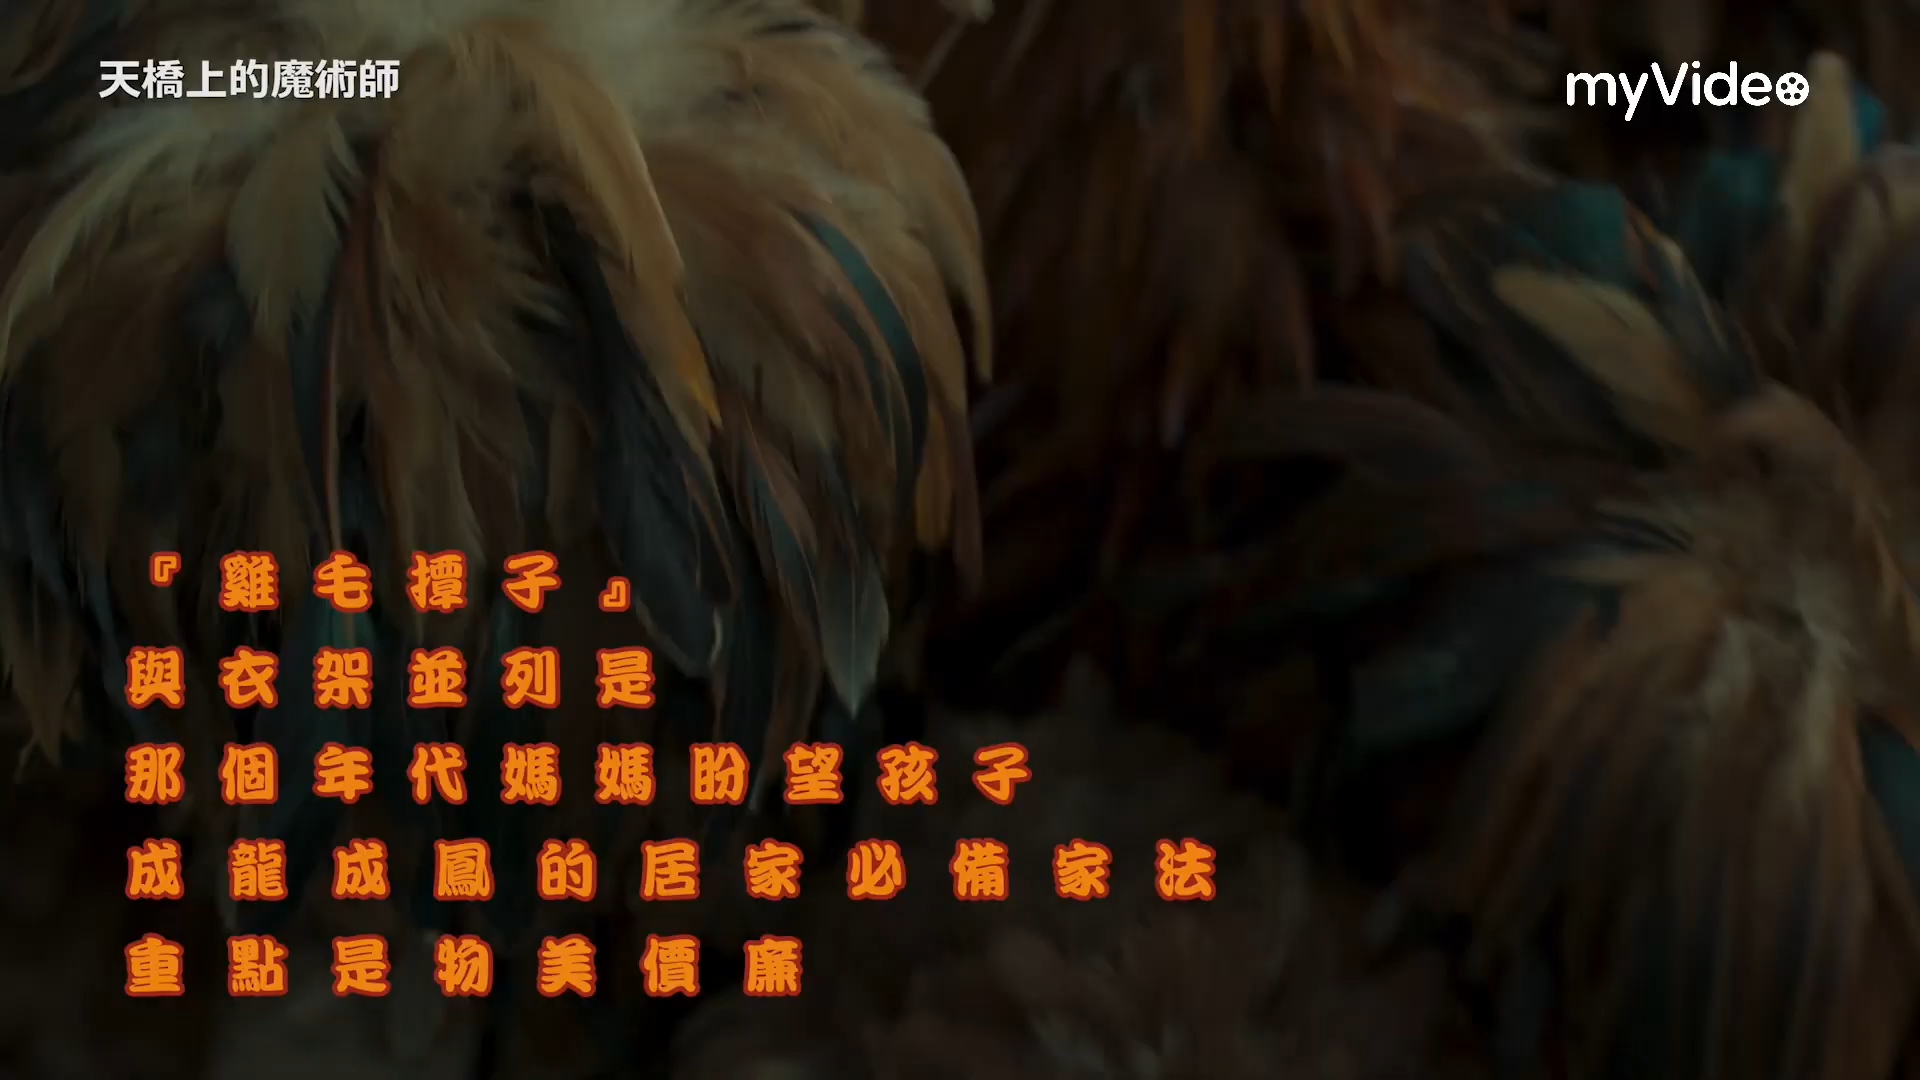 天橋上的魔術師
myVideo
『雞毛撣子』
與衣架並列是
那個年代媽媽盼望孩子
成龍成鳳的居家必備家法
重點是物美價廉